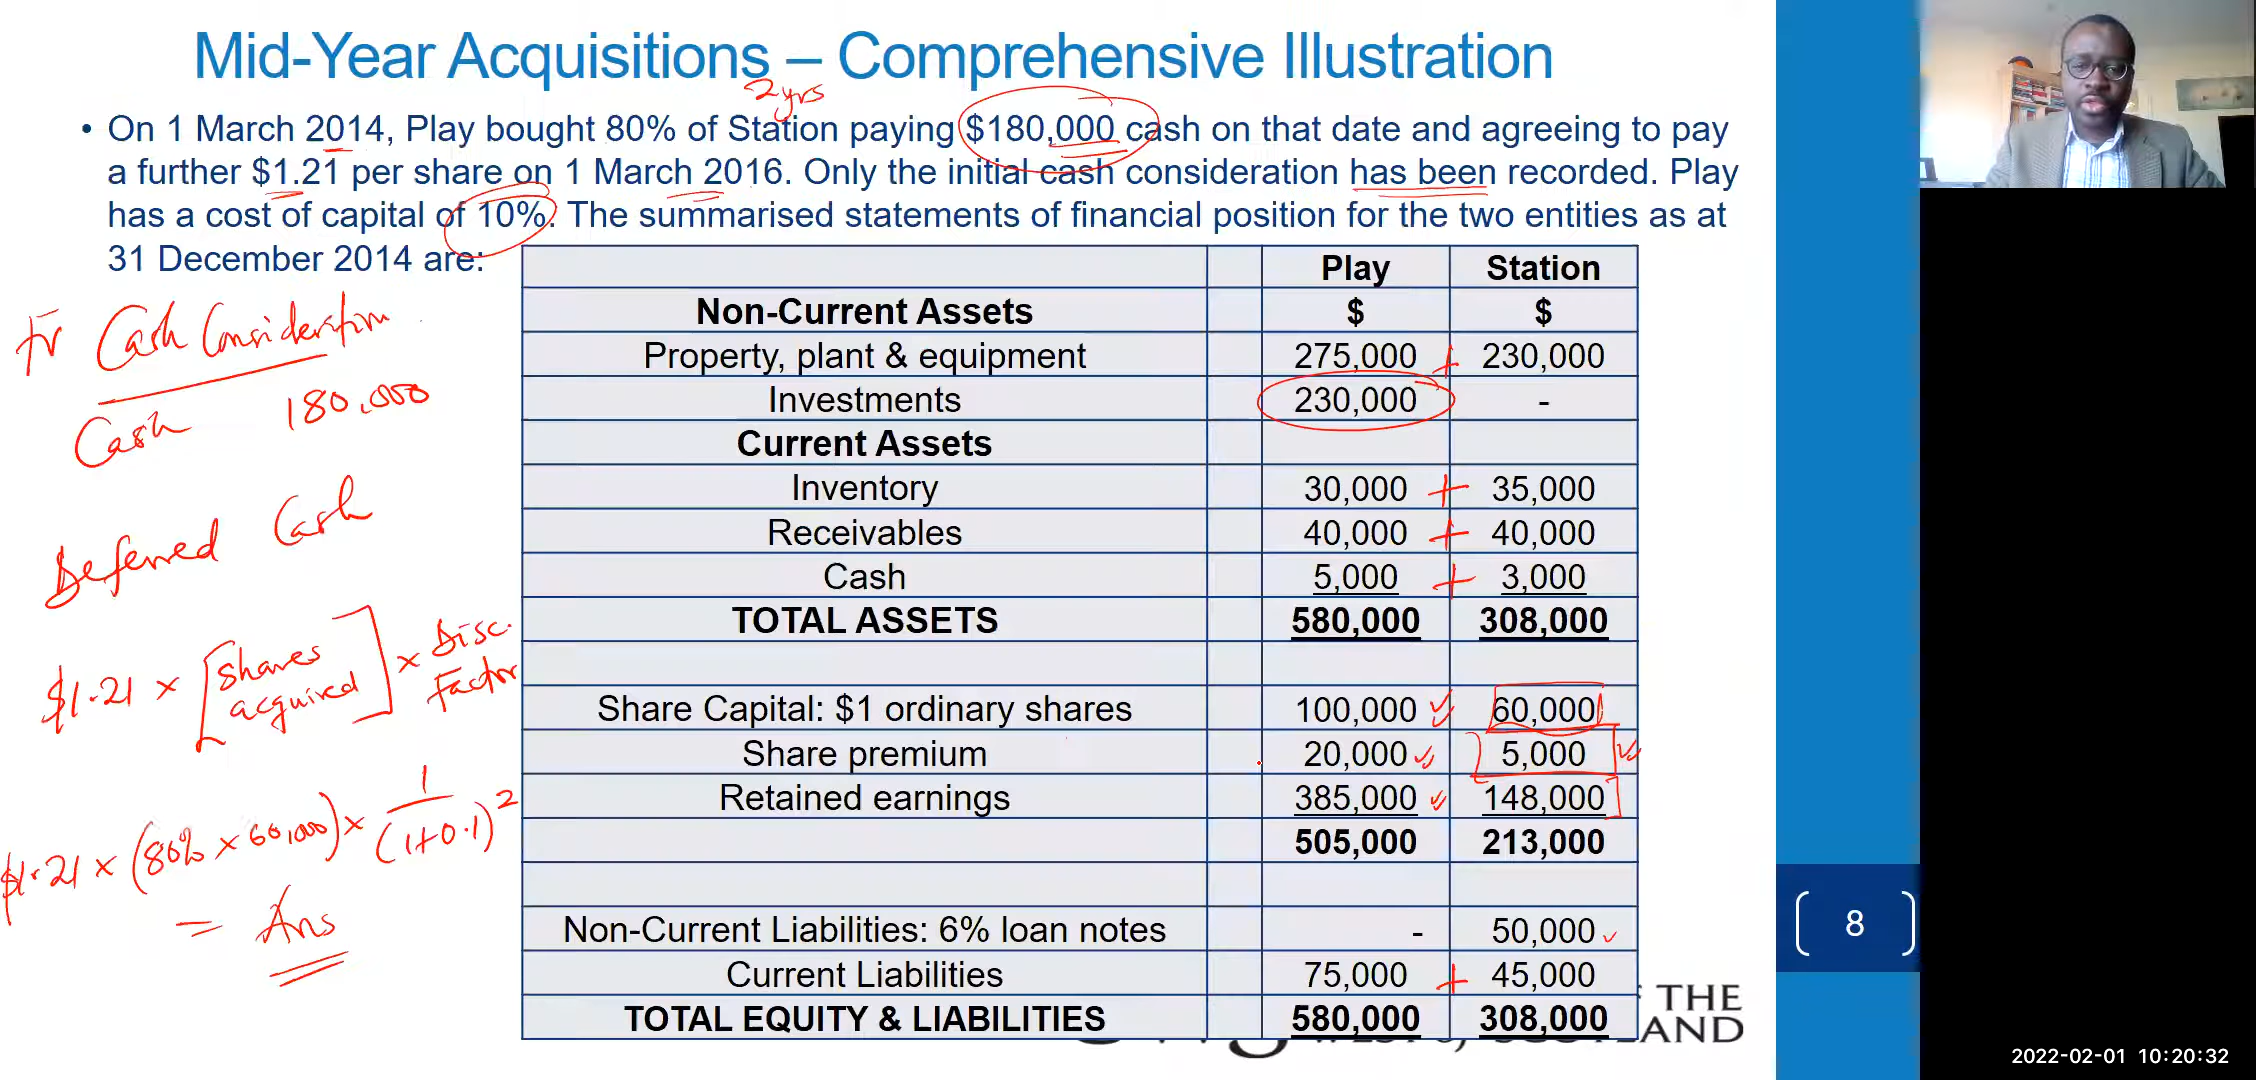 Mid-Year Acquisitions – Comprehensive Illustration
2yrs
• On 1 March 2014, Play bought 80% of Station paying $180,000 cash on that date and agreeing to pay
a further $1.21 per share on 1 March 2016. Only the initial cash consideration has been recorded. Play
has a cost of capital of 10%. The summarised statements of financial position for the two entities as at
31 December 2014 are:
Play Station
Non-Current Assets $ $
Property, plant & equipment 275,000 + 230,000
Investments 230,000 -
Current Assets
Inventory 30,000 + 35,000
Receivables 40,000 + 40,000
Cash 5,000 + 3,000
TOTAL ASSETS 580,000 308,000
Share Capital: $1 ordinary shares 100,000 60,000
Share premium 20,000 5,000
Retained earnings 385,000 148,000
505,000 213,000
Non-Current Liabilities: 6% loan notes - 50,000
Current Liabilities 75,000 + 45,000
TOTAL EQUITY & LIABILITIES 580,000 308,000
Fr Cash Consideration
Cash 180,000
Deferred Cash
$1.21 × [shares acquired] × Disc. Factor
$1.21 × (80% × 60,000) × 1
(1+0.1)2
= Ans
THE
AND
[ 8 ]
2022-02-01 10:20:32